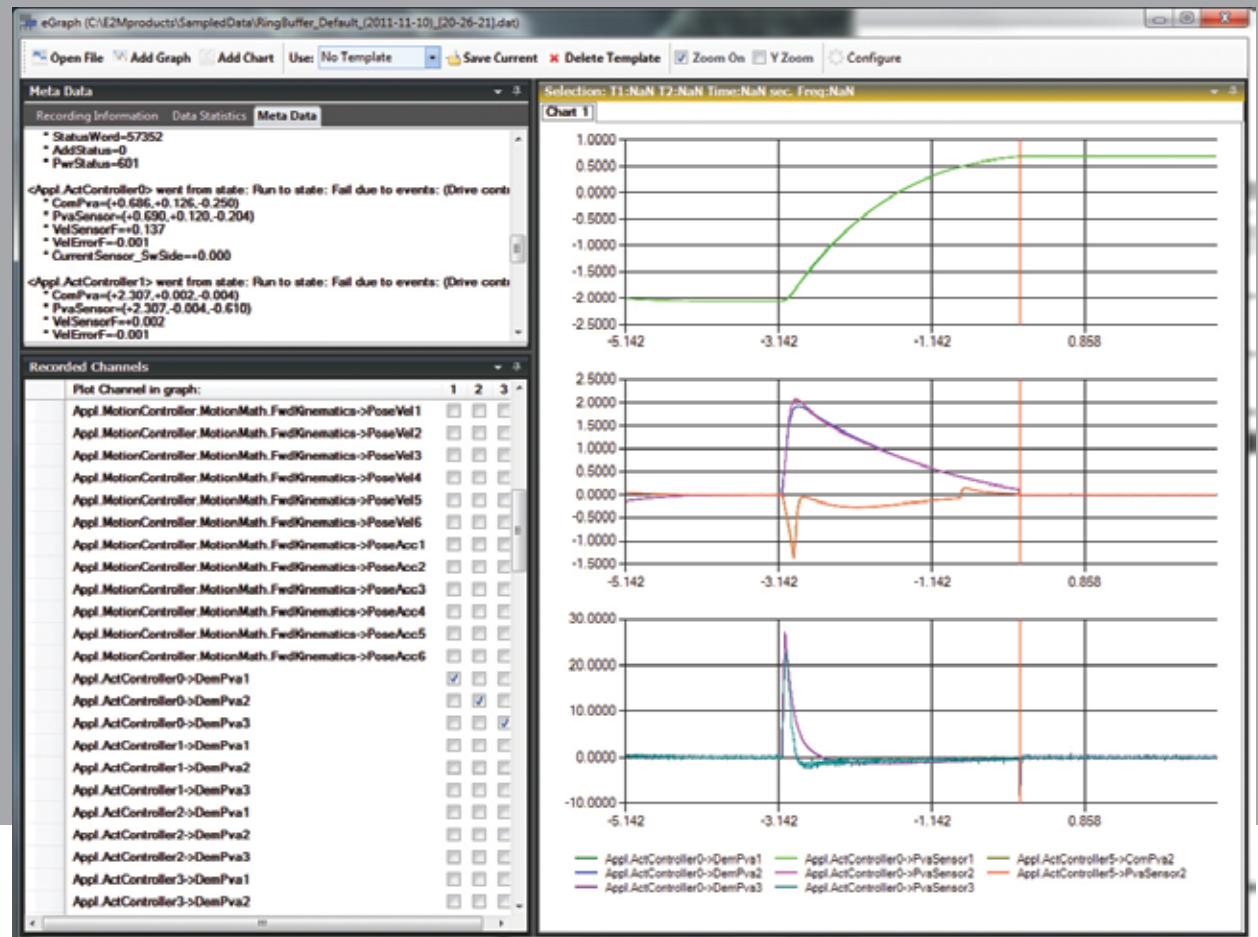 eGraph (C:\E2Mproducts\SampledData\RingBuffer_Default_(2011-11-10)_[20-26-21].dat)
Open File Add Graph Add Chart Use: No Template Save Current Delete Template Zoom On Y Zoom Configure
Meta Data
Recording Information Data Statistics Meta Data
* StatusWord=57352
* AddStatus=0
* PwrStatus=601
<Appl.ActController0> went from state: Run to state: Fail due to events: (Drive contr
* ComPva=(+0.686,+0.126,-0.250)
* PvaSensor=(+0.690,+0.120,-0.204)
* VelSensorF=+0.137
* VelErrorF=-0.001
* CurrentSensor_SwSide=+0.000
<Appl.ActController1> went from state: Run to state: Fail due to events: (Drive contr
* ComPva=(+2.307,+0.002,-0.004)
* PvaSensor=(+2.307,-0.004,-0.610)
* VelSensorF=+0.002
* VelErrorF=-0.001
Recorded Channels
Plot Channel in graph: 1 2 3
Appl.MotionController.MotionMath.FwdKinematics->PoseVel1
Appl.MotionController.MotionMath.FwdKinematics->PoseVel2
Appl.MotionController.MotionMath.FwdKinematics->PoseVel3
Appl.MotionController.MotionMath.FwdKinematics->PoseVel4
Appl.MotionController.MotionMath.FwdKinematics->PoseVel5
Appl.MotionController.MotionMath.FwdKinematics->PoseVel6
Appl.MotionController.MotionMath.FwdKinematics->PoseAcc1
Appl.MotionController.MotionMath.FwdKinematics->PoseAcc2
Appl.MotionController.MotionMath.FwdKinematics->PoseAcc3
Appl.MotionController.MotionMath.FwdKinematics->PoseAcc4
Appl.MotionController.MotionMath.FwdKinematics->PoseAcc5
Appl.MotionController.MotionMath.FwdKinematics->PoseAcc6
Appl.ActController0->DemPva1
Appl.ActController0->DemPva2
Appl.ActController0->DemPva3
Appl.ActController1->DemPva1
Appl.ActController1->DemPva2
Appl.ActController1->DemPva3
Appl.ActController2->DemPva1
Appl.ActController2->DemPva2
Appl.ActController2->DemPva3
Appl.ActController3->DemPva1
Appl.ActController3->DemPva2
Selection: T1:NaN T2:NaN Time:NaN sec. Freq:NaN
Chart 1
1.0000
0.5000
0.0000
-0.5000
-1.0000
-1.5000
-2.0000
-2.5000
-5.142 -3.142 -1.142 0.858
2.5000
2.0000
1.5000
1.0000
0.5000
0.0000
-0.5000
-1.0000
-1.5000
-5.142 -3.142 -1.142 0.858
30.0000
20.0000
10.0000
0.0000
-10.0000
-5.142 -3.142 -1.142 0.858
Appl.ActController0->DemPva1 Appl.ActController0->PvaSensor1 Appl.ActController5->ComPva2
Appl.ActController0->DemPva2 Appl.ActController0->PvaSensor2 Appl.ActController5->PvaSensor2
Appl.ActController0->DemPva3 Appl.ActController0->PvaSensor3